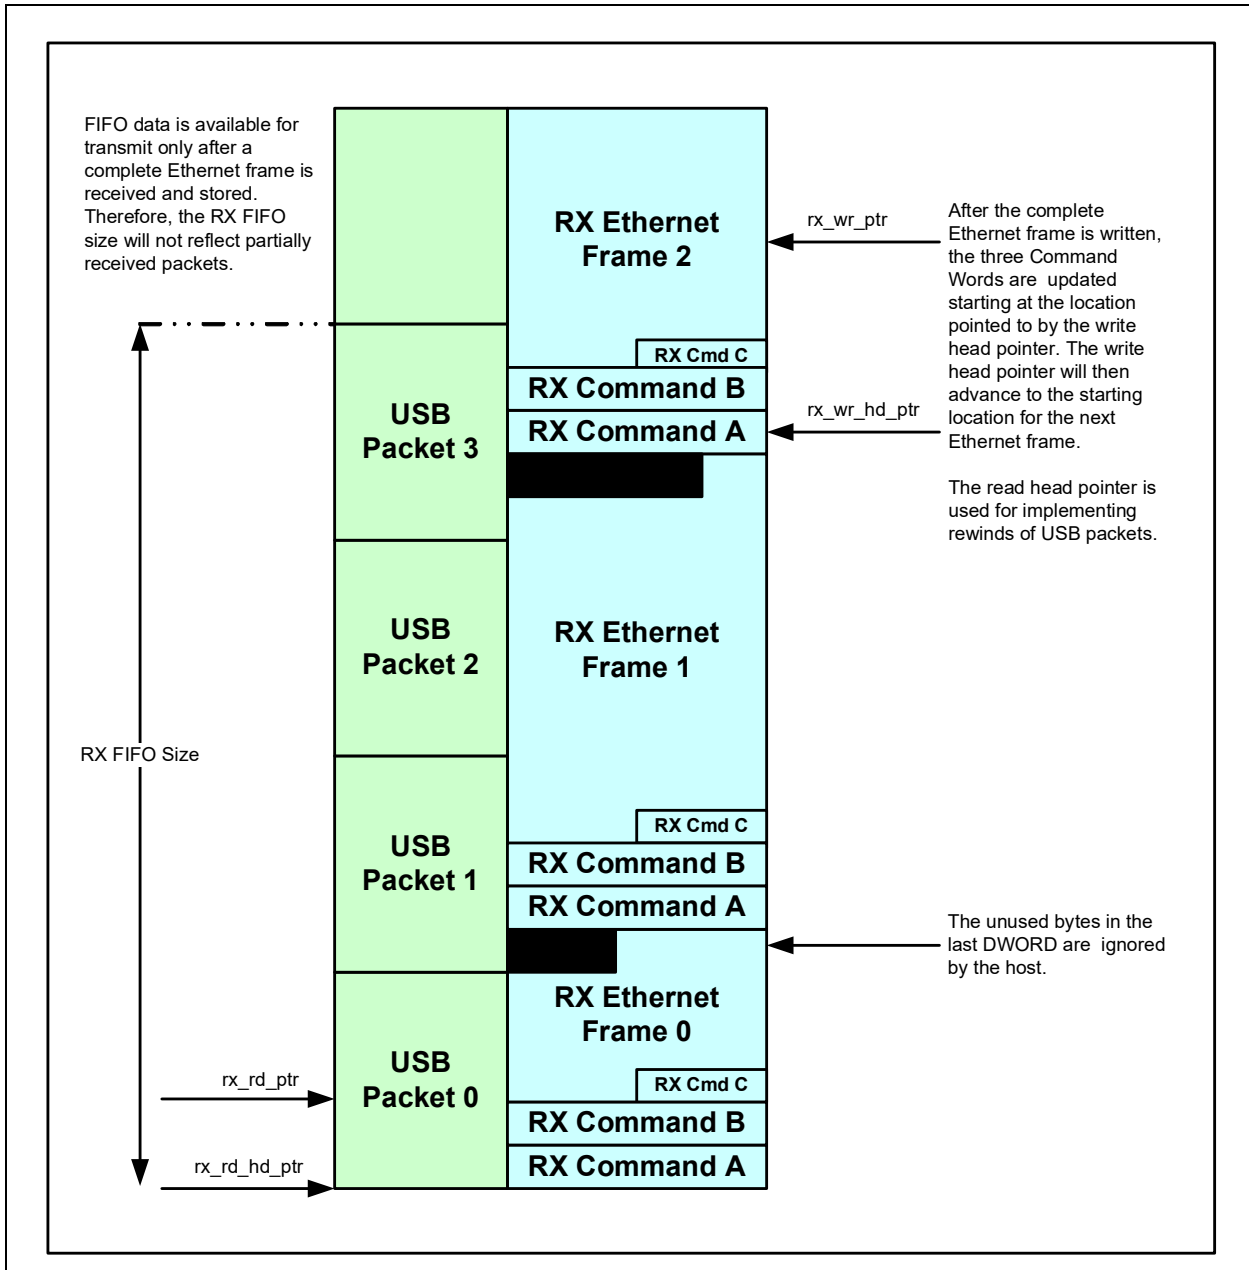 FIFO data is available for
transmit only after a
complete Ethernet frame is
received and stored.
Therefore, the RX FIFO
size will not reflect partially
received packets.
RX Ethernet
Frame 2
rx_wr_ptr
After the complete
Ethernet frame is written,
the three Command
Words are updated
starting at the location
pointed to by the write
head pointer. The write
head pointer will then
advance to the starting
location for the next
Ethernet frame.
RX Cmd C
RX Command B
RX Command A
rx_wr_hd_ptr
USB
Packet 3
The read head pointer is
used for implementing
rewinds of USB packets.
USB
Packet 2
RX Ethernet
Frame 1
RX FIFO Size
RX Cmd C
USB
Packet 1
RX Command B
RX Command A
The unused bytes in the
last DWORD are ignored
by the host.
RX Ethernet
Frame 0
USB
Packet 0
rx_rd_ptr
RX Cmd C
RX Command B
RX Command A
rx_rd_hd_ptr